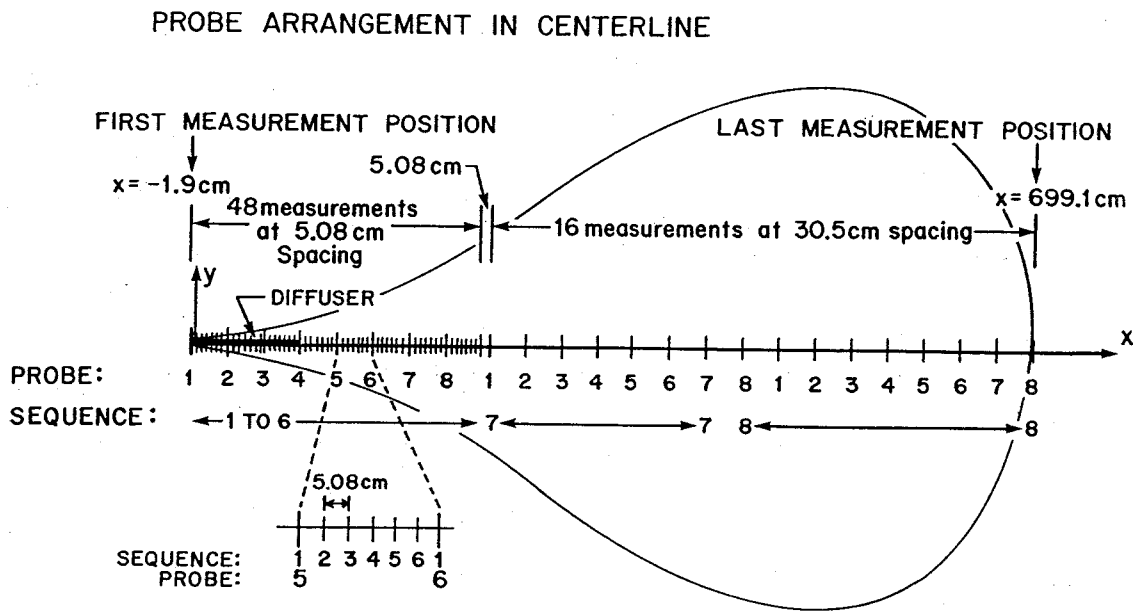 PROBE ARRANGEMENT IN CENTERLINE
FIRST MEASUREMENT POSITION
LAST MEASUREMENT POSITION
5.08 cm
x = -1.9cm
x = 699.1 cm
48 measurements
at 5.08 cm
Spacing
16 measurements at 30.5cm spacing
y
DIFFUSER
x
PROBE: 1 2 3 4 5 6 7 8 1 2 3 4 5 6 7 8 1 2 3 4 5 6 7 8
SEQUENCE: 1 TO 6 7 7 8 8
5.08cm
SEQUENCE: 1 2 3 4 5 6 1
PROBE: 5 6